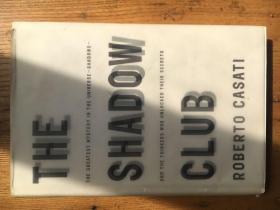 THE
THE GREATEST MYSTERY IN THE UNIVERSE—SHADOWS—
SHADOW
AND THE THINKERS WHO UNLOCKED THEIR SECRETS
CLUB
ROBERTO CASATI